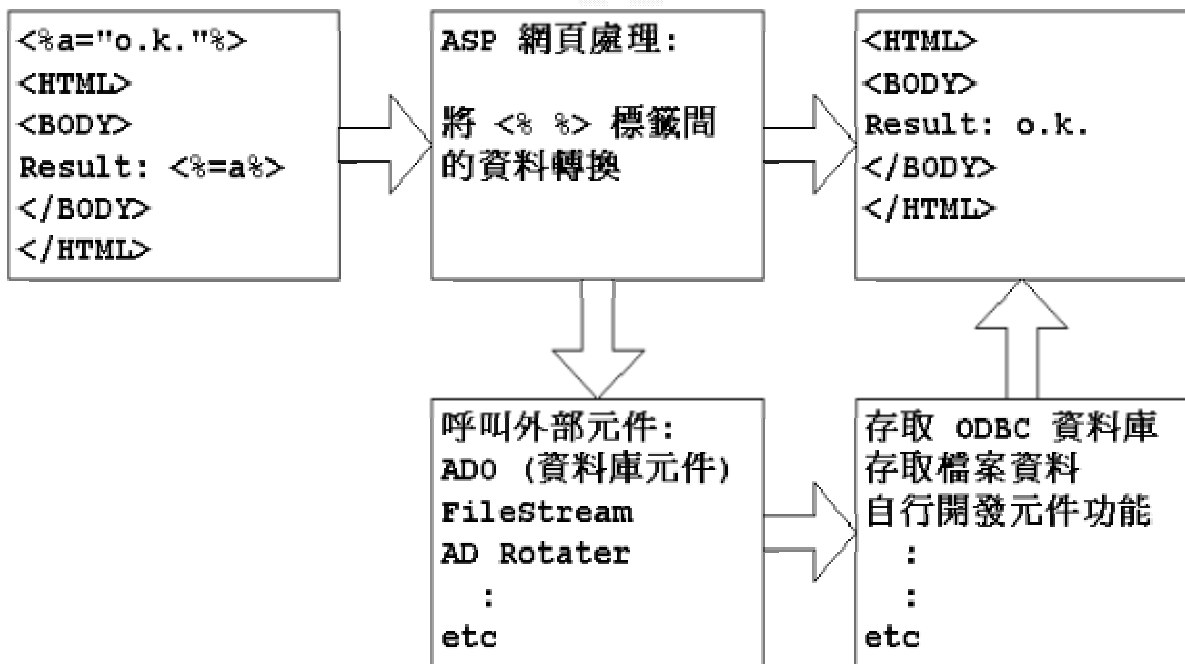 <%a="o.k."%>
<HTML>
<BODY>
Result: <%=a%>
</BODY>
</HTML>
ASP 網頁處理:
將 <% %> 標籤間
的資料轉換
<HTML>
<BODY>
Result: o.k.
</BODY>
</HTML>
呼叫外部元件:
ADO (資料庫元件)
FileStream
AD Rotater
:
etc
存取 ODBC 資料庫
存取檔案資料
自行開發元件功能
:
:
etc